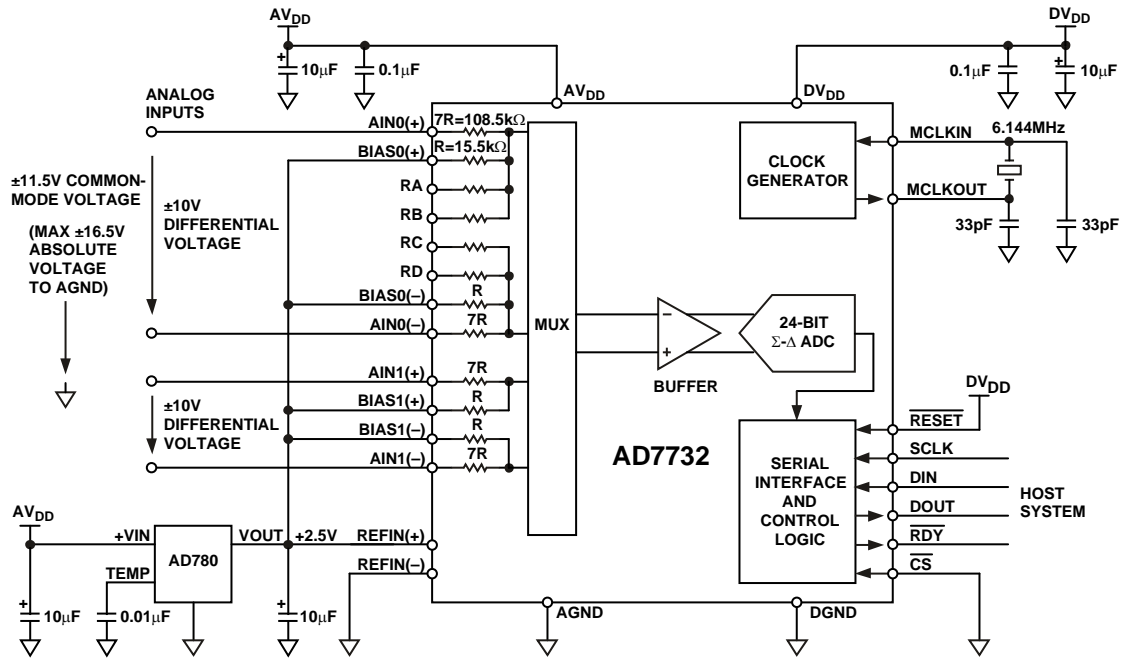 AVDD
DVDD
+ 10µF
0.1µF
0.1µF
+ 10µF
ANALOG
INPUTS
AVDD
DVDD
AIN0(+)
7R=108.5kΩ
BIAS0(+)
R=15.5kΩ
RA
RB
RC
RD
BIAS0(–)
R
AIN0(–)
7R
AIN1(+)
7R
BIAS1(+)
R
BIAS1(–)
R
AIN1(–)
7R
±11.5V COMMON-
MODE VOLTAGE
(MAX ±16.5V
ABSOLUTE
VOLTAGE
TO AGND)
±10V
DIFFERENTIAL
VOLTAGE
±10V
DIFFERENTIAL
VOLTAGE
MUX
–
+
BUFFER
24-BIT
Σ-Δ ADC
CLOCK
GENERATOR
MCLKIN
6.144MHz
MCLKOUT
33pF
33pF
AD7732
SERIAL
INTERFACE
AND
CONTROL
LOGIC
DVDD
RESET
SCLK
DIN
DOUT
RDY
CS
HOST
SYSTEM
AVDD
+VIN
AD780
VOUT
+2.5V
REFIN(+)
TEMP
REFIN(–)
+ 10µF
0.01µF
+ 10µF
AGND
DGND